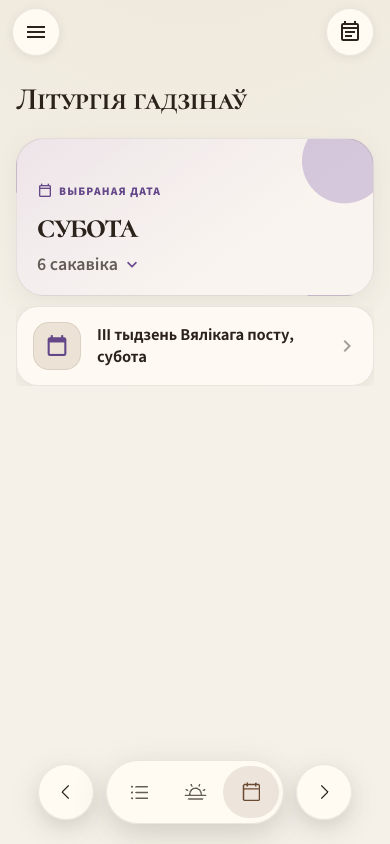 Літургія гадзінаў
ВЫБРАНАЯ ДАТА
СУБОТА
6 сакавіка
III тыдзень Вялікага посту,
субота